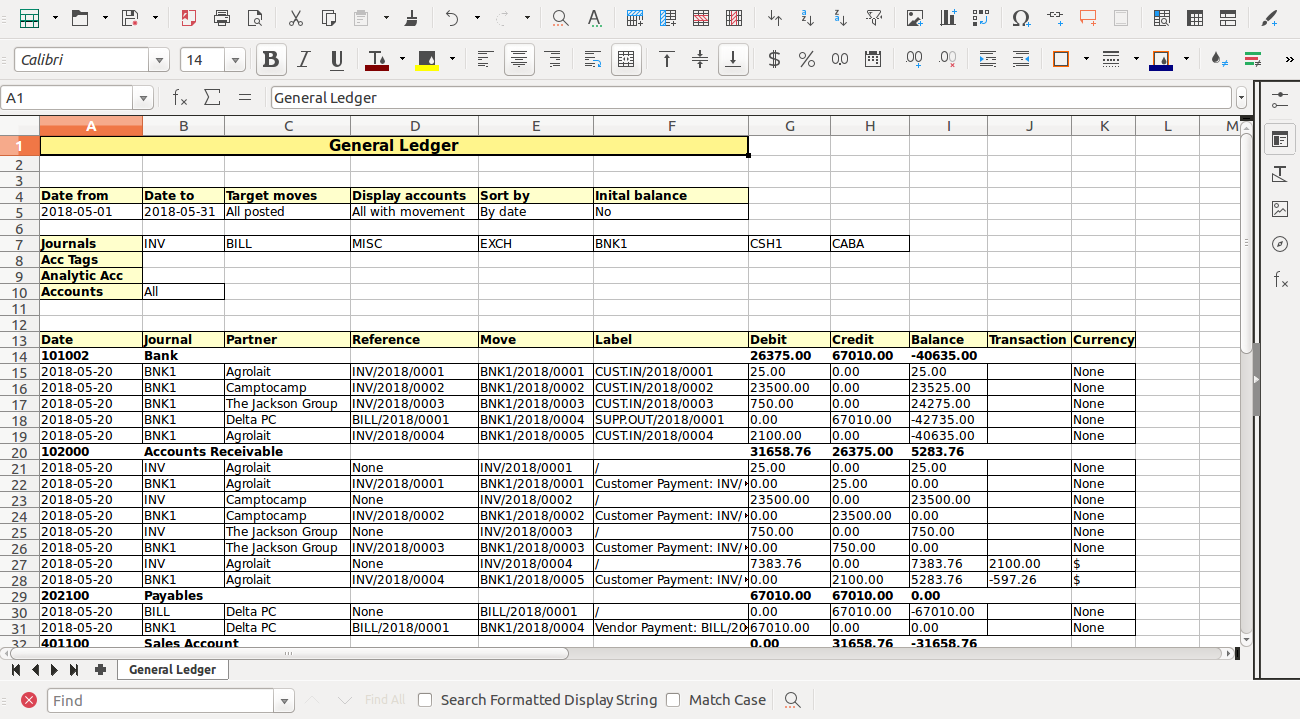 Calibri 14 B I U
A1 General Ledger
A B C D E F G H I J K L M
1 General Ledger
2
3
4 Date from Date to Target moves Display accounts Sort by Inital balance
5 2018-05-01 2018-05-31 All posted All with movement By date No
6
7 Journals INV BILL MISC EXCH BNK1 CSH1 CABA
8 Acc Tags
9 Analytic Acc
10 Accounts All
11
12
13 Date Journal Partner Reference Move Label Debit Credit Balance Transaction Currency
14 101002 Bank 26375.00 67010.00 -40635.00
15 2018-05-20 BNK1 Agrolait INV/2018/0001 BNK1/2018/0001 CUST.IN/2018/0001 25.00 0.00 25.00 None
16 2018-05-20 BNK1 Camptocamp INV/2018/0002 BNK1/2018/0002 CUST.IN/2018/0002 23500.00 0.00 23525.00 None
17 2018-05-20 BNK1 The Jackson Group INV/2018/0003 BNK1/2018/0003 CUST.IN/2018/0003 750.00 0.00 24275.00 None
18 2018-05-20 BNK1 Delta PC BILL/2018/0001 BNK1/2018/0004 SUPP.OUT/2018/0001 0.00 67010.00 -42735.00 None
19 2018-05-20 BNK1 Agrolait INV/2018/0004 BNK1/2018/0005 CUST.IN/2018/0004 2100.00 0.00 -40635.00 None
20 102000 Accounts Receivable 31658.76 26375.00 5283.76
21 2018-05-20 INV Agrolait None INV/2018/0001 / 25.00 0.00 25.00 None
22 2018-05-20 BNK1 Agrolait INV/2018/0001 BNK1/2018/0001 Customer Payment: INV/ 0.00 25.00 0.00 None
23 2018-05-20 INV Camptocamp None INV/2018/0002 / 23500.00 0.00 23500.00 None
24 2018-05-20 BNK1 Camptocamp INV/2018/0002 BNK1/2018/0002 Customer Payment: INV/ 0.00 23500.00 0.00 None
25 2018-05-20 INV The Jackson Group None INV/2018/0003 / 750.00 0.00 750.00 None
26 2018-05-20 BNK1 The Jackson Group INV/2018/0003 BNK1/2018/0003 Customer Payment: INV/ 0.00 750.00 0.00 None
27 2018-05-20 INV Agrolait None INV/2018/0004 / 7383.76 0.00 7383.76 2100.00 $
28 2018-05-20 BNK1 Agrolait INV/2018/0004 BNK1/2018/0005 Customer Payment: INV/ 0.00 2100.00 5283.76 -597.26 $
29 202100 Payables 67010.00 67010.00 0.00
30 2018-05-20 BILL Delta PC None BILL/2018/0001 / 0.00 67010.00 -67010.00 None
31 2018-05-20 BNK1 Delta PC BILL/2018/0001 BNK1/2018/0004 Vendor Payment: BILL/20 67010.00 0.00 0.00 None
32 401100 Sales Account 0.00 31658.76 -31658.76
General Ledger
Find Find All Search Formatted Display String Match Case